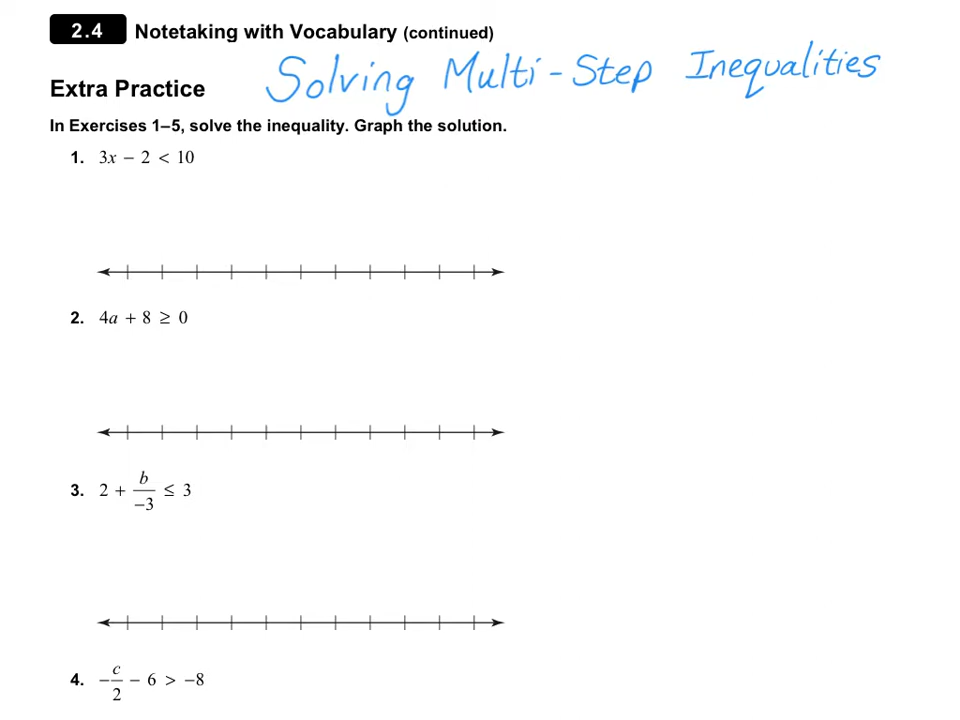 2.4 Notetaking with Vocabulary (continued)
Solving Multi-Step Inequalities
Extra Practice
In Exercises 1–5, solve the inequality. Graph the solution.
1. 3x − 2 < 10
2. 4a + 8 ≥ 0
3. 2 + b/−3 ≤ 3
4. −c/2 − 6 > −8